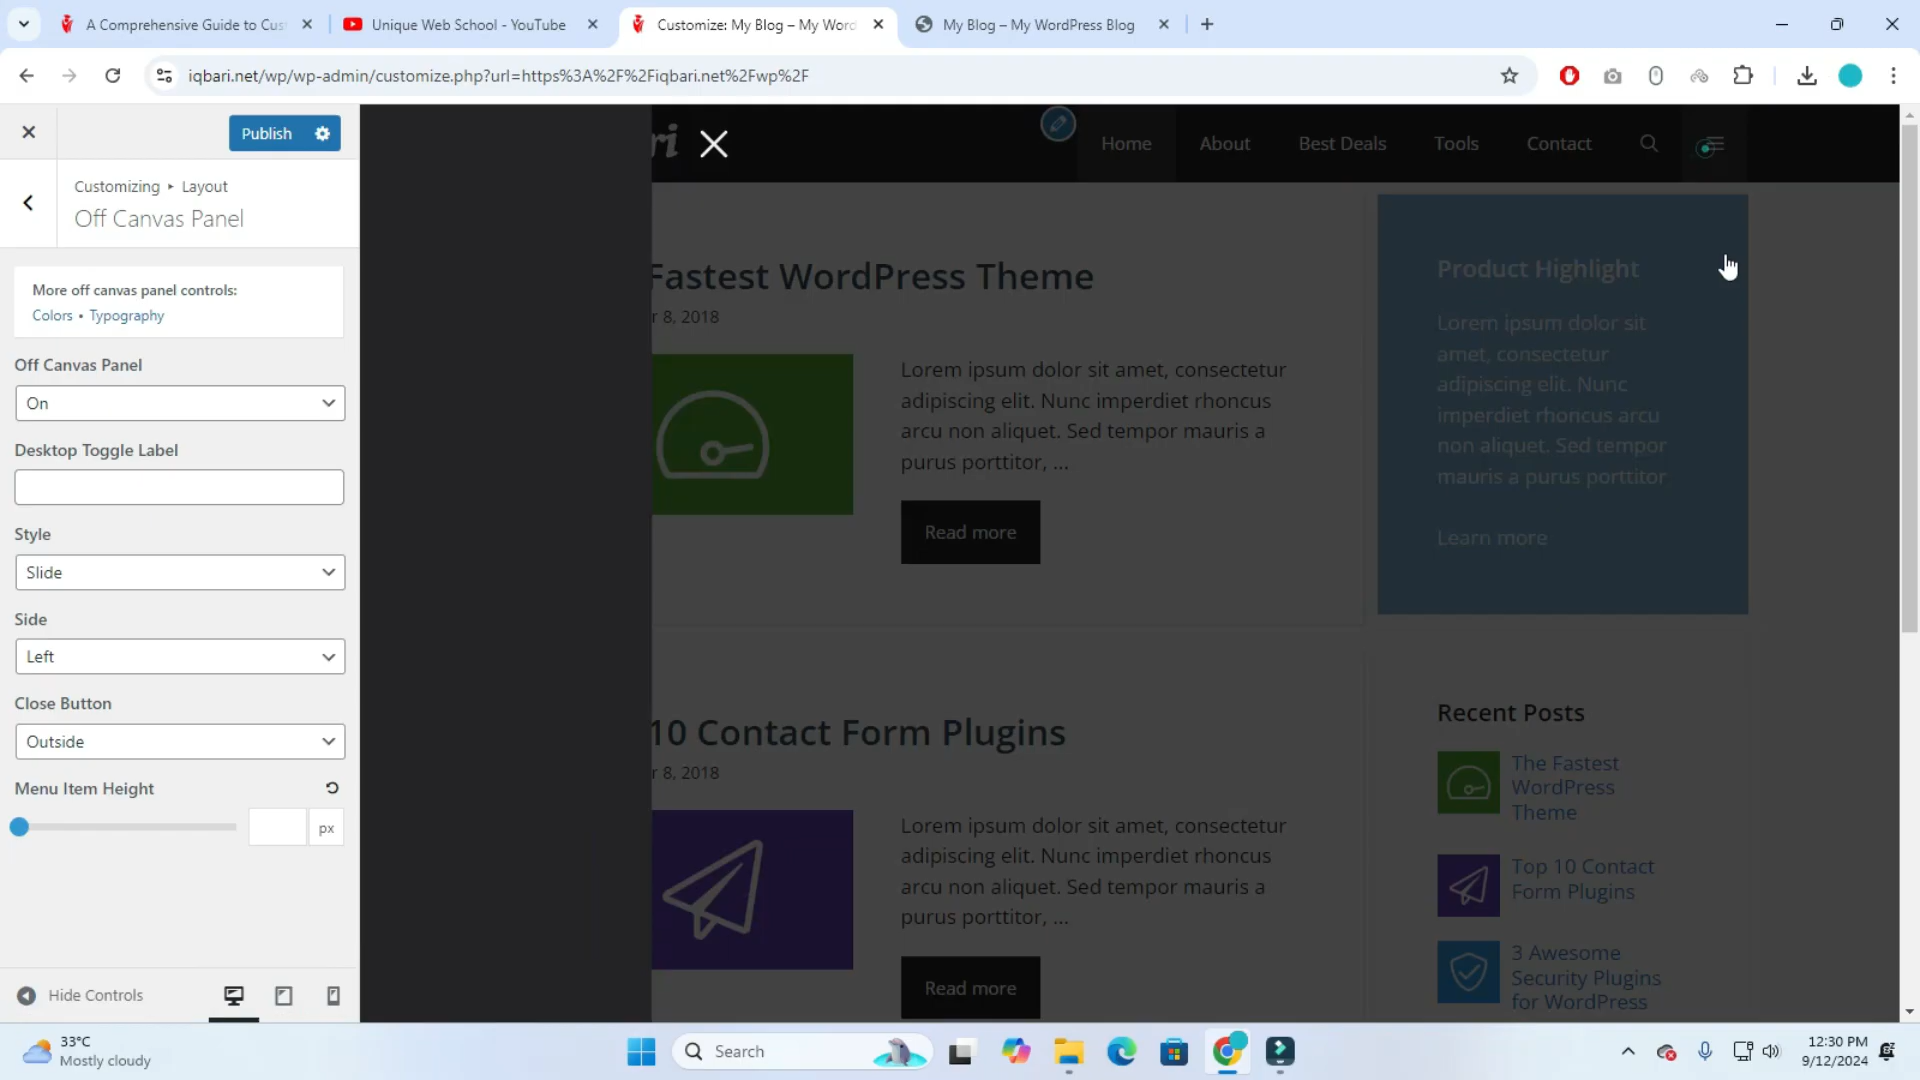 A Comprehensive Guide to Cus
Unique Web School - YouTube
Customize: My Blog – My Word
My Blog – My WordPress Blog
iqbari.net/wp/wp-admin/customize.php?url=https%3A%2F%2Fiqbari.net%2Fwp%2F
Publish
Customizing ▸ Layout
Off Canvas Panel
More off canvas panel controls:
Colors • Typography
Off Canvas Panel
On
Desktop Toggle Label
Style
Slide
Side
Left
Close Button
Outside
Menu Item Height
px
Hide Controls
ri
Home
About
Best Deals
Tools
Contact
Fastest WordPress Theme
r 8, 2018
Lorem ipsum dolor sit amet, consectetur
adipiscing elit. Nunc imperdiet rhoncus
arcu non aliquet. Sed tempor mauris a
purus porttitor, ...
Read more
10 Contact Form Plugins
r 8, 2018
Lorem ipsum dolor sit amet, consectetur
adipiscing elit. Nunc imperdiet rhoncus
arcu non aliquet. Sed tempor mauris a
purus porttitor, ...
Read more
Product Highlight
Lorem ipsum dolor sit
amet, consectetur
adipiscing elit. Nunc
imperdiet rhoncus arcu
non aliquet. Sed tempor
mauris a purus porttitor
Learn more
Recent Posts
The Fastest
WordPress
Theme
Top 10 Contact
Form Plugins
3 Awesome
Security Plugins
for WordPress
33°C
Mostly cloudy
Search
12:30 PM
9/12/2024